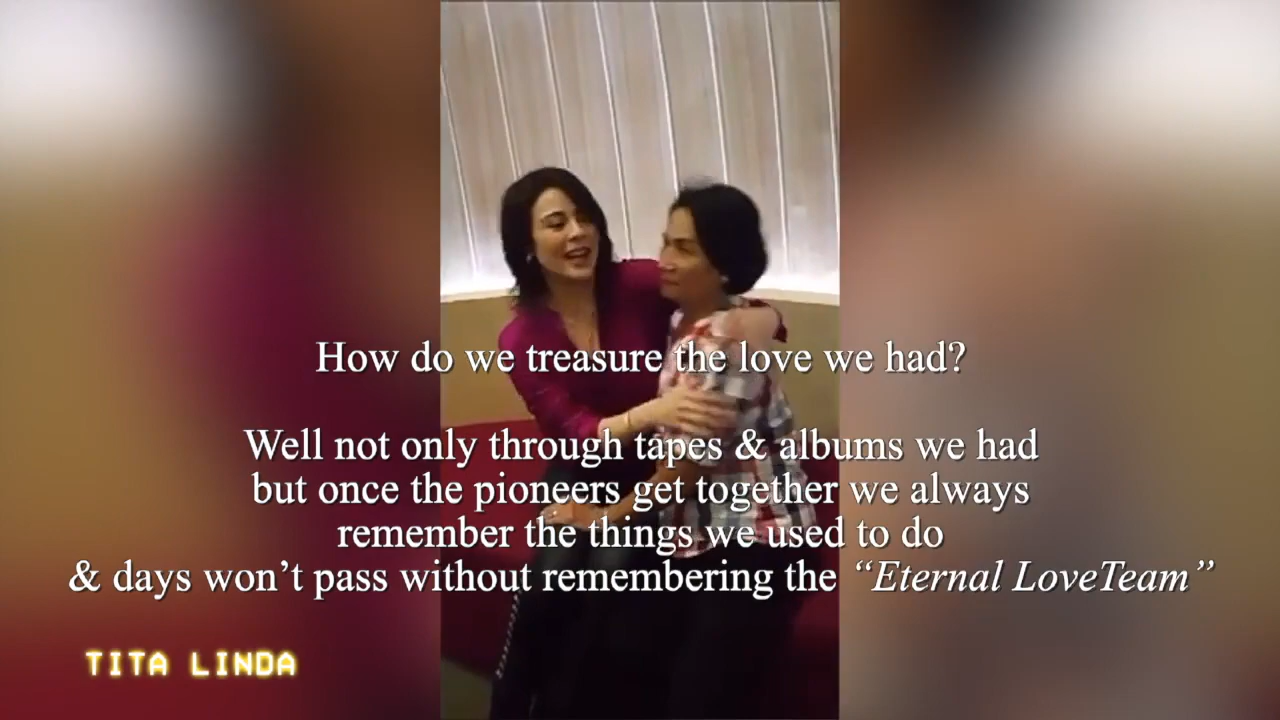 How do we treasure the love we had?
Well not only through tapes & albums we had
but once the pioneers get together we always
remember the things we used to do
& days won’t pass without remembering the “Eternal LoveTeam”
TITA LINDA